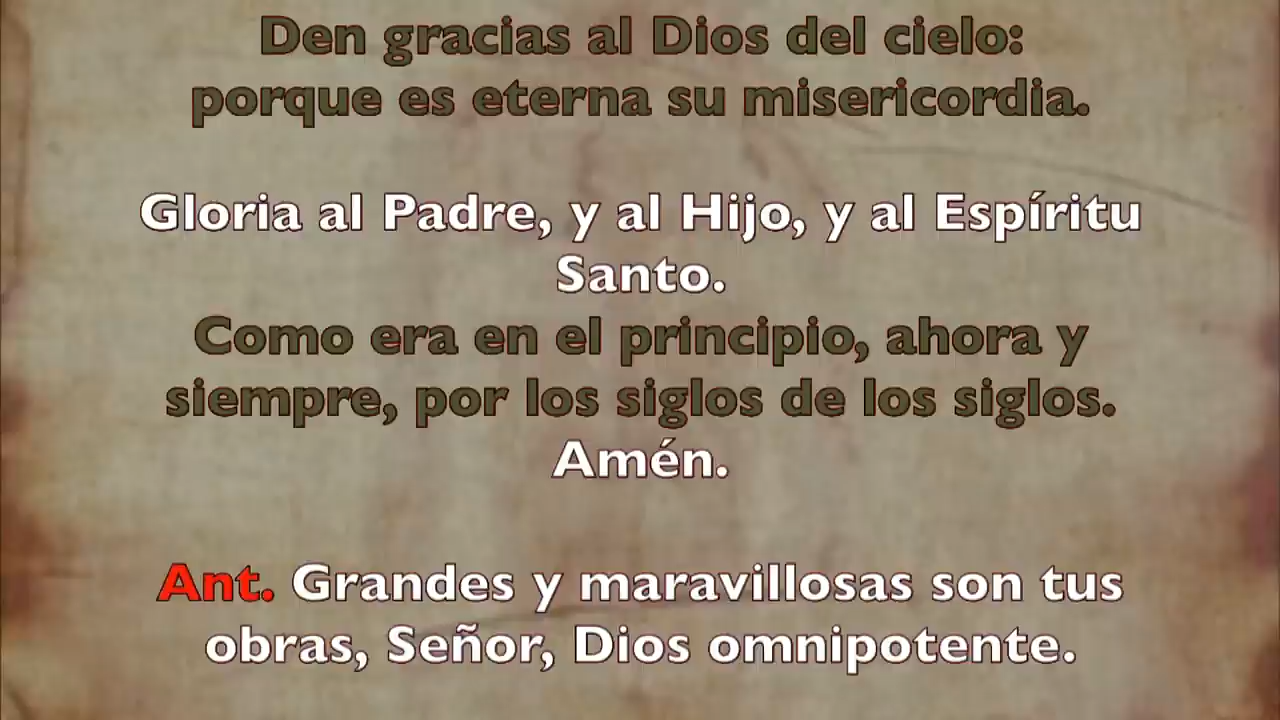 Den gracias al Dios del cielo:
porque es eterna su misericordia.
Gloria al Padre, y al Hijo, y al Espíritu
Santo.
Como era en el principio, ahora y
siempre, por los siglos de los siglos.
Amén.
Ant. Grandes y maravillosas son tus
obras, Señor, Dios omnipotente.